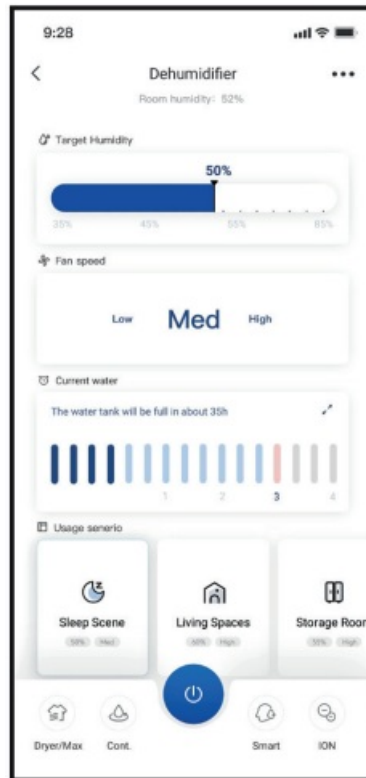 9:28
Dehumidifier
Room humidity: 52%
Target Humidity
50%
35% 45% 55% 85%
Fan speed
Low Med High
Current water
The water tank will be full in about 35h
1 2 3 4
Usage senerio
Sleep Scene Living Spaces Storage Roor
50% Med 60% High 55% High
Dryer/Max Cont. Smart ION